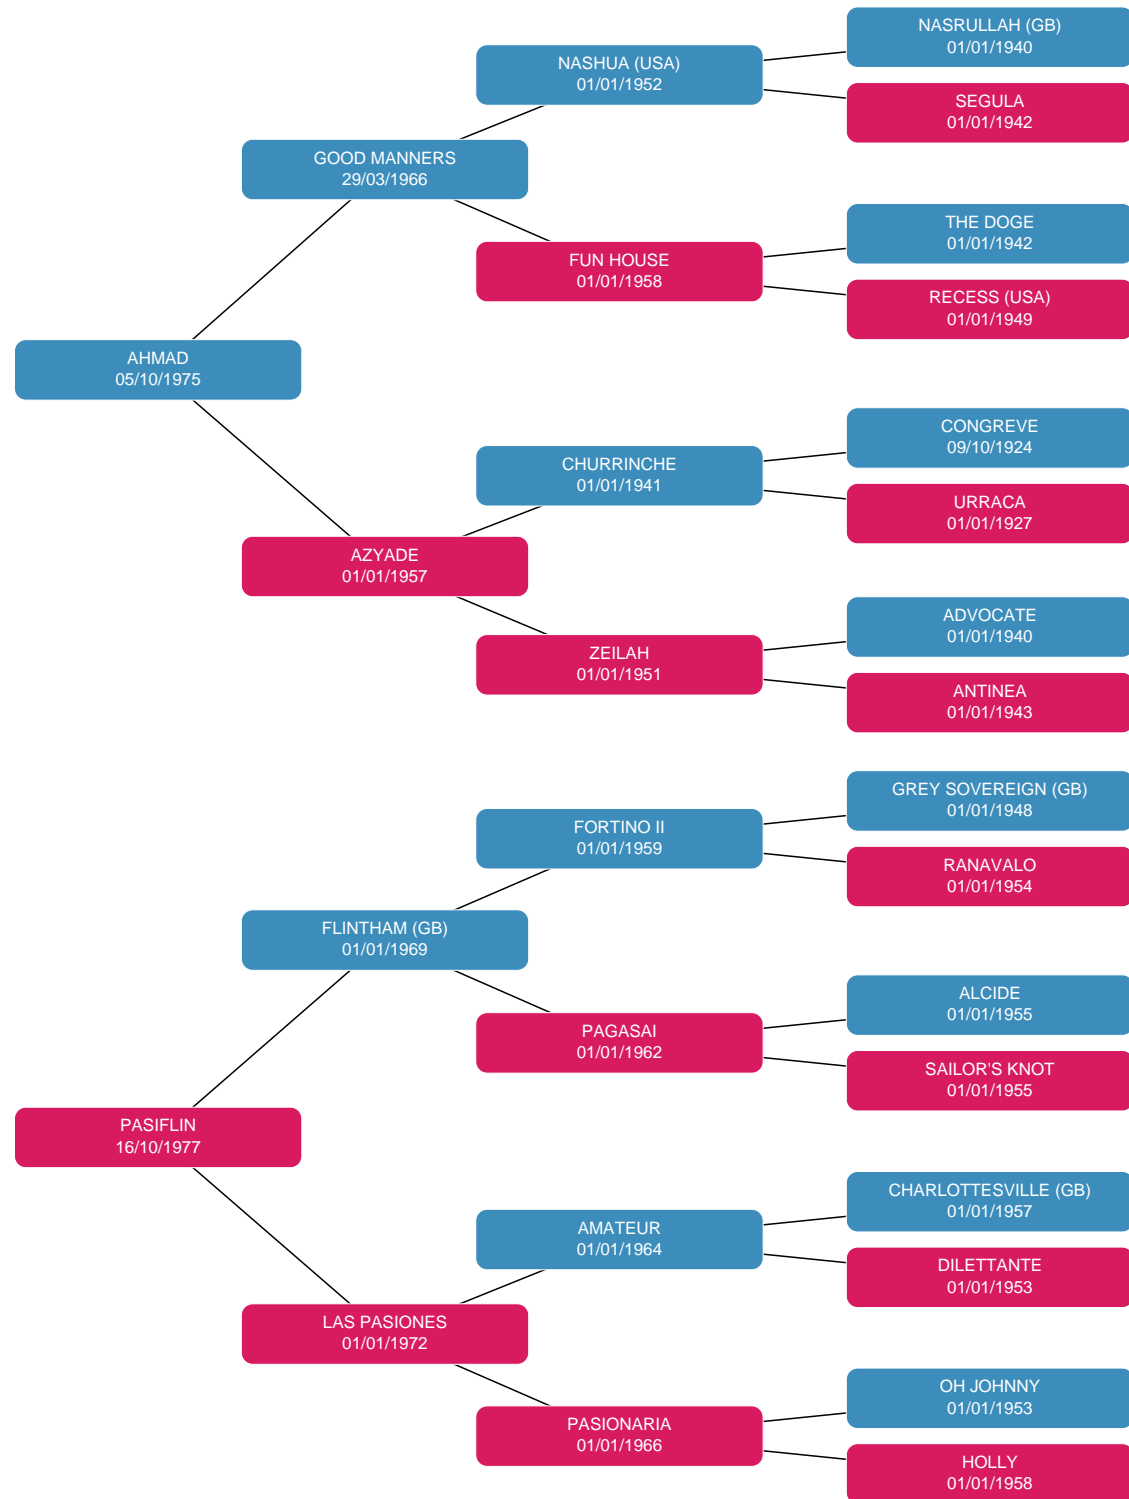 NASRULLAH (GB)
01/01/1940
NASHUA (USA)
01/01/1952
SEGULA
01/01/1942
GOOD MANNERS
29/03/1966
THE DOGE
01/01/1942
FUN HOUSE
01/01/1958
RECESS (USA)
01/01/1949
AHMAD
05/10/1975
CONGREVE
09/10/1924
CHURRINCHE
01/01/1941
URRACA
01/01/1927
AZYADE
01/01/1957
ADVOCATE
01/01/1940
ZEILAH
01/01/1951
ANTINEA
01/01/1943
GREY SOVEREIGN (GB)
01/01/1948
FORTINO II
01/01/1959
RANAVALO
01/01/1954
FLINTHAM (GB)
01/01/1969
ALCIDE
01/01/1955
PAGASAI
01/01/1962
SAILOR'S KNOT
01/01/1955
PASIFLIN
16/10/1977
CHARLOTTESVILLE (GB)
01/01/1957
AMATEUR
01/01/1964
DILETTANTE
01/01/1953
LAS PASIONES
01/01/1972
OH JOHNNY
01/01/1953
PASIONARIA
01/01/1966
HOLLY
01/01/1958